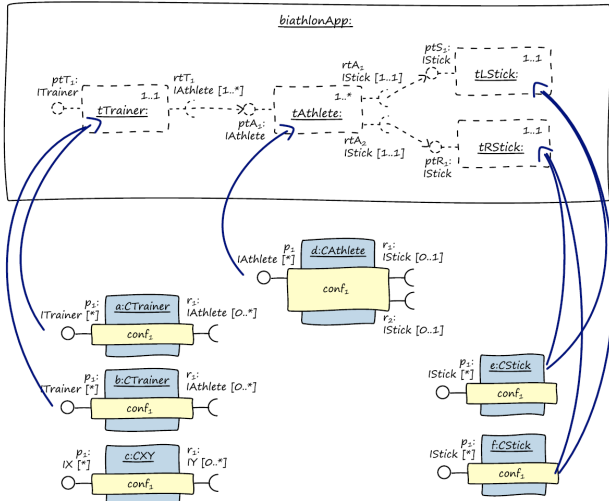 biathlonApp:
ptT₁:
ITrainer
1..1
tTrainer:
rtT₁
IAthlete [1..*]
ptA₁:
IAthlete
1..*
tAthlete:
rtA₁
IStick [1..1]
rtA₂
IStick [1..1]
ptS₁:
IStick
1..1
tLStick:
ptR₁:
IStick
1..1
tRStick:
p₁:
IAthlete [*]
d:CAthlete
conf₁
r₁:
IStick [0..1]
r₂:
IStick [0..1]
p₁:
ITrainer [*]
a:CTrainer
conf₁
r₁:
IAthlete [0..*]
p₁:
ITrainer [*]
b:CTrainer
conf₁
r₁:
IAthlete [0..*]
p₁:
IStick [*]
e:CStick
conf₁
p₁:
IX [*]
c:CXY
conf₁
r₁:
IY [0..*]
p₁:
IStick [*]
f:CStick
conf₁